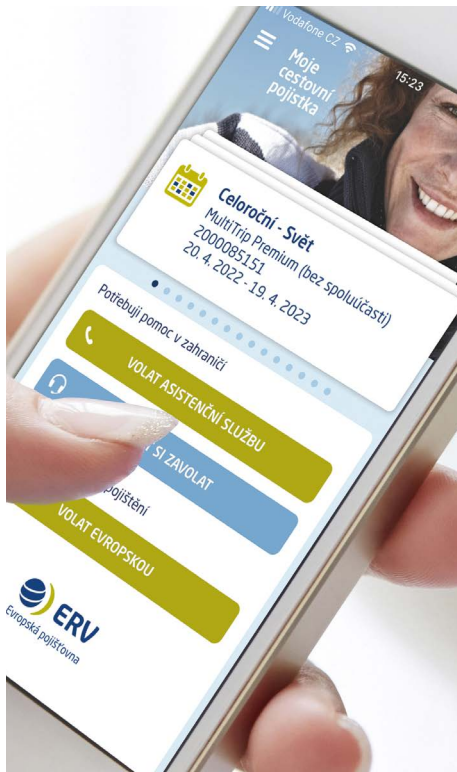 Vodafone CZ
15:23
Moje
cestovní
pojistka
Celoroční - Svět
MultiTrip Premium (bez spoluúčasti)
2000085151
20. 4. 2022 - 19. 4. 2023
Potřebuji pomoc v zahraničí
VOLAT ASISTENČNÍ SLUŽBU
SI ZAVOLAT
pojištění
VOLAT EVROPSKOU
ERV
Evropská pojišťovna